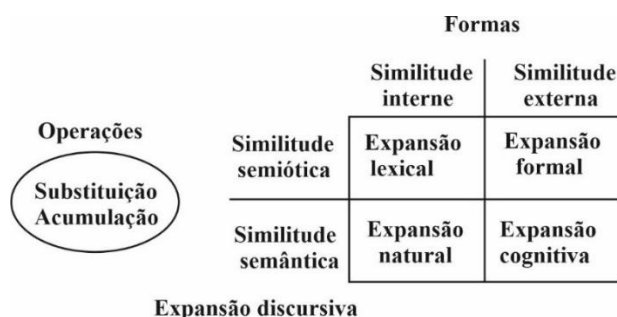 Formas
Similitude Similitude
interne externa
Operações
Substituição
Acumulação
Similitude Expansão Expansão
semiótica lexical formal
Similitude Expansão Expansão
semântica natural cognitiva
Expansão discursiva